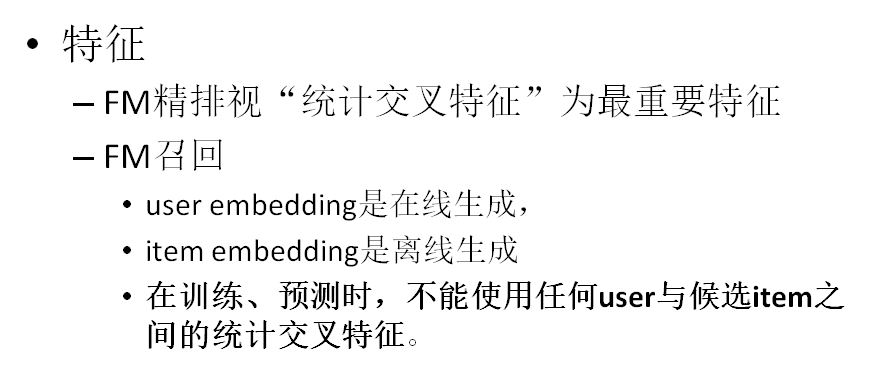 • 特征
– FM精排视“统计交叉特征”为最重要特征
– FM召回
• user embedding是在线生成，
• item embedding是离线生成
• 在训练、预测时，不能使用任何user与候选item之
间的统计交叉特征。